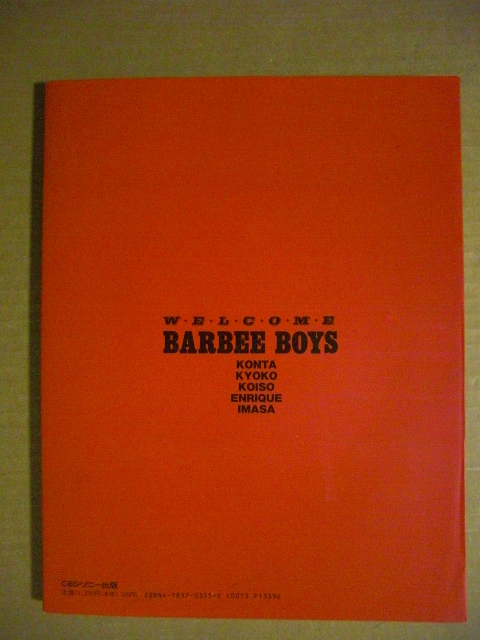 W·E·L·C·O·M·E
BARBEE BOYS
KONTA
KYOKO
KOISO
ENRIQUE
IMASA
CBS/ソニー出版